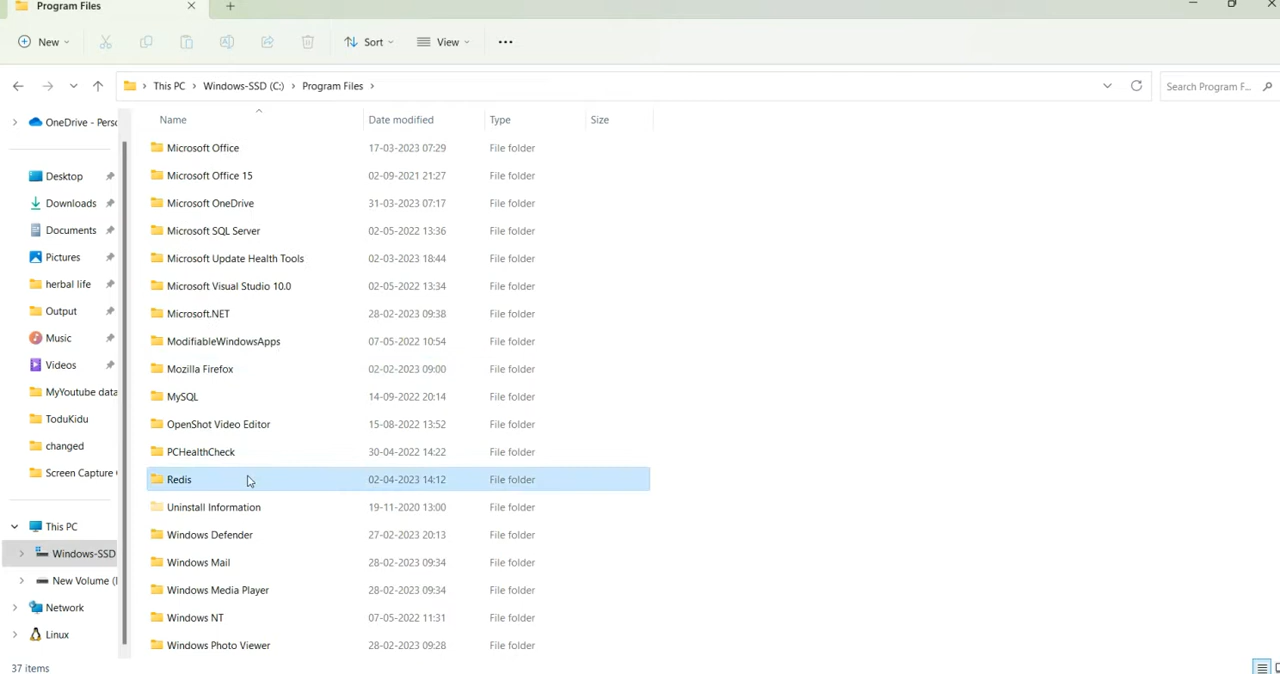 Program Files
New
Sort
View
This PC > Windows-SSD (C:) > Program Files >
Search Program F...
Name Date modified Type Size
OneDrive - Perso
Desktop
Downloads
Documents
Pictures
herbal life
Output
Music
Videos
MyYoutube data
ToduKidu
changed
Screen Capture
This PC
Windows-SSD
New Volume (
Network
Linux
Microsoft Office 17-03-2023 07:29 File folder
Microsoft Office 15 02-09-2021 21:27 File folder
Microsoft OneDrive 31-03-2023 07:17 File folder
Microsoft SQL Server 02-05-2022 13:36 File folder
Microsoft Update Health Tools 02-03-2023 18:44 File folder
Microsoft Visual Studio 10.0 02-05-2022 13:34 File folder
Microsoft.NET 28-02-2023 09:38 File folder
ModifiableWindowsApps 07-05-2022 10:54 File folder
Mozilla Firefox 02-02-2023 09:00 File folder
MySQL 14-09-2022 20:14 File folder
OpenShot Video Editor 15-08-2022 13:52 File folder
PCHealthCheck 30-04-2022 14:22 File folder
Redis 02-04-2023 14:12 File folder
Uninstall Information 19-11-2020 13:00 File folder
Windows Defender 27-02-2023 20:13 File folder
Windows Mail 28-02-2023 09:34 File folder
Windows Media Player 28-02-2023 09:34 File folder
Windows NT 07-05-2022 11:31 File folder
Windows Photo Viewer 28-02-2023 09:28 File folder
37 items